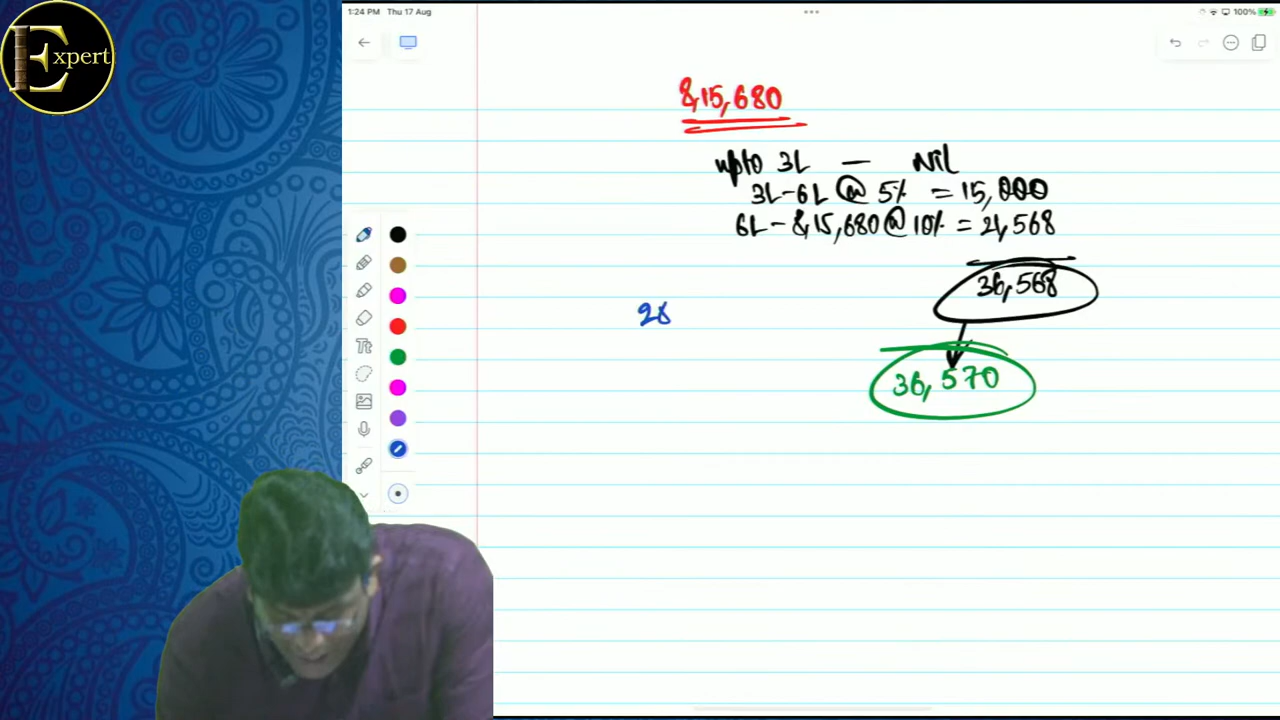 Expert
1:24 PM Thu 17 Aug
100%
8,15,680
upto 3L — Nil
3L-6L @ 5% = 15,000
6L - 8,15,680 @ 10% = 21,568
36,568
28
36,570
Tt